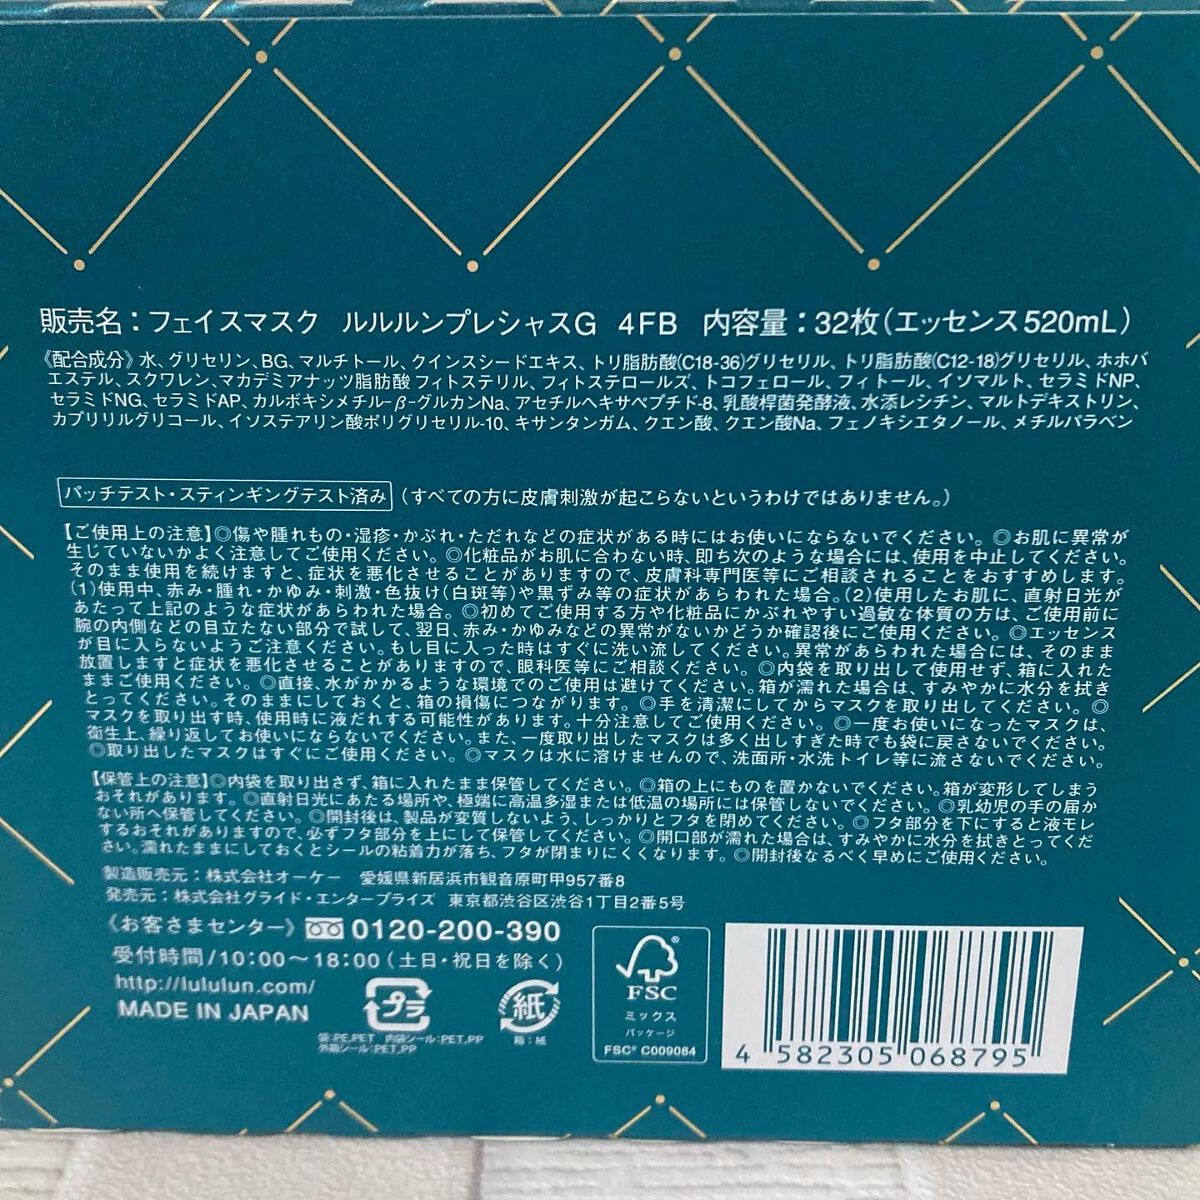 販売名：フェイスマスク ルルルンプレシャスG 4FB 内容量：32枚（エッセンス520mL）
《配合成分》水、グリセリン、BG、マルチトール、クインスシードエキス、トリ脂肪酸(C18-36)グリセリル、トリ脂肪酸(C12-18)グリセリル、ホホバ
エステル、スクワレン、マカデミアナッツ脂肪酸フィトステリル、フィトステロールズ、トコフェロール、フィトール、イソマルト、セラミドNP、
セラミドNG、セラミドAP、カルボキシメチル-β-グルカンNa、アセチルヘキサペプチド-8、乳酸桿菌発酵液、水添レシチン、マルトデキストリン、
カプリリルグリコール、イソステアリン酸ポリグリセリル-10、キサンタンガム、クエン酸、クエン酸Na、フェノキシエタノール、メチルパラベン
パッチテスト・スティンギングテスト済み（すべての方に皮膚刺激が起こらないというわけではありません。）
【ご使用上の注意】◎傷や腫れもの・湿疹・かぶれ・ただれなどの症状がある時にはお使いにならないでください。◎お肌に異常が
生じていないかよく注意してご使用ください。◎化粧品がお肌に合わない時、即ち次のような場合には、使用を中止してください。
そのまま使用を続けますと、症状を悪化させることがありますので、皮膚科専門医等にご相談されることをおすすめします。
(1)使用中、赤み・腫れ・かゆみ・刺激・色抜け(白斑等)や黒ずみ等の症状があらわれた場合。(2)使用したお肌に、直射日光が
あたって上記のような症状があらわれた場合。◎初めてご使用する方や化粧品にかぶれやすい過敏な体質の方は、ご使用前に
腕の内側などの目立たない部分で試して、翌日、赤み・かゆみなどの異常がないかどうか確認後にご使用ください。◎エッセンス
が目に入らないようご注意ください。もし目に入った時はすぐに洗い流してください。異常があらわれた場合には、そのまま
放置しますと症状を悪化させることがありますので、眼科医等にご相談ください。◎内袋を取り出して使用せず、箱に入れた
ままご使用ください。◎直接、水がかかるような環境でのご使用は避けてください。箱が濡れた場合は、すみやかに水分を拭き
とってください。そのままにしておくと、箱の損傷につながります。◎手を清潔にしてからマスクを取り出してください。◎
マスクを取り出す時、使用時に液だれする可能性があります。十分注意してご使用ください。◎一度お使いになったマスクは、
衛生上、繰り返してお使いにならないでください。また、一度取り出したマスクは多く出しすぎた時でも袋に戻さないでください。
◎取り出したマスクはすぐにご使用ください。◎マスクは水に溶けませんので、洗面所・水洗トイレ等に流さないでください。
【保管上の注意】◎内袋を取り出さず、箱に入れたまま保管してください。◎箱の上にものを置かないでください。箱が変形してしまう
おそれがあります。◎直射日光にあたる場所や、極端に高温多湿または低温の場所には保管しないでください。◎乳幼児の手の届か
ない所へ保管してください。◎開封後は、製品が変質しないよう、しっかりとフタを閉めてください。◎フタ部分を下にすると液モレ
するおそれがありますので、必ずフタ部分を上にして保管してください。◎開口部が濡れた場合は、すみやかに水分を拭きとってくだ
さい。濡れたままにしておくとシールの粘着力が落ち、フタが閉まりにくくなります。◎開封後なるべく早めにご使用ください。
製造販売元：株式会社オーケー 愛媛県新居浜市観音原町甲957番8
発売元：株式会社グライド・エンタープライズ 東京都渋谷区渋谷1丁目2番5号
《お客さまセンター》0120-200-390
受付時間/10:00～18:00（土日・祝日を除く）
http://lululun.com/
MADE IN JAPAN
プラ
袋：PE,PET 内袋シール：PET,PP
外箱シール：PET,PP
紙
箱：紙
FSC
ミックス
パッケージ
FSC® C009084
4 582305 068795